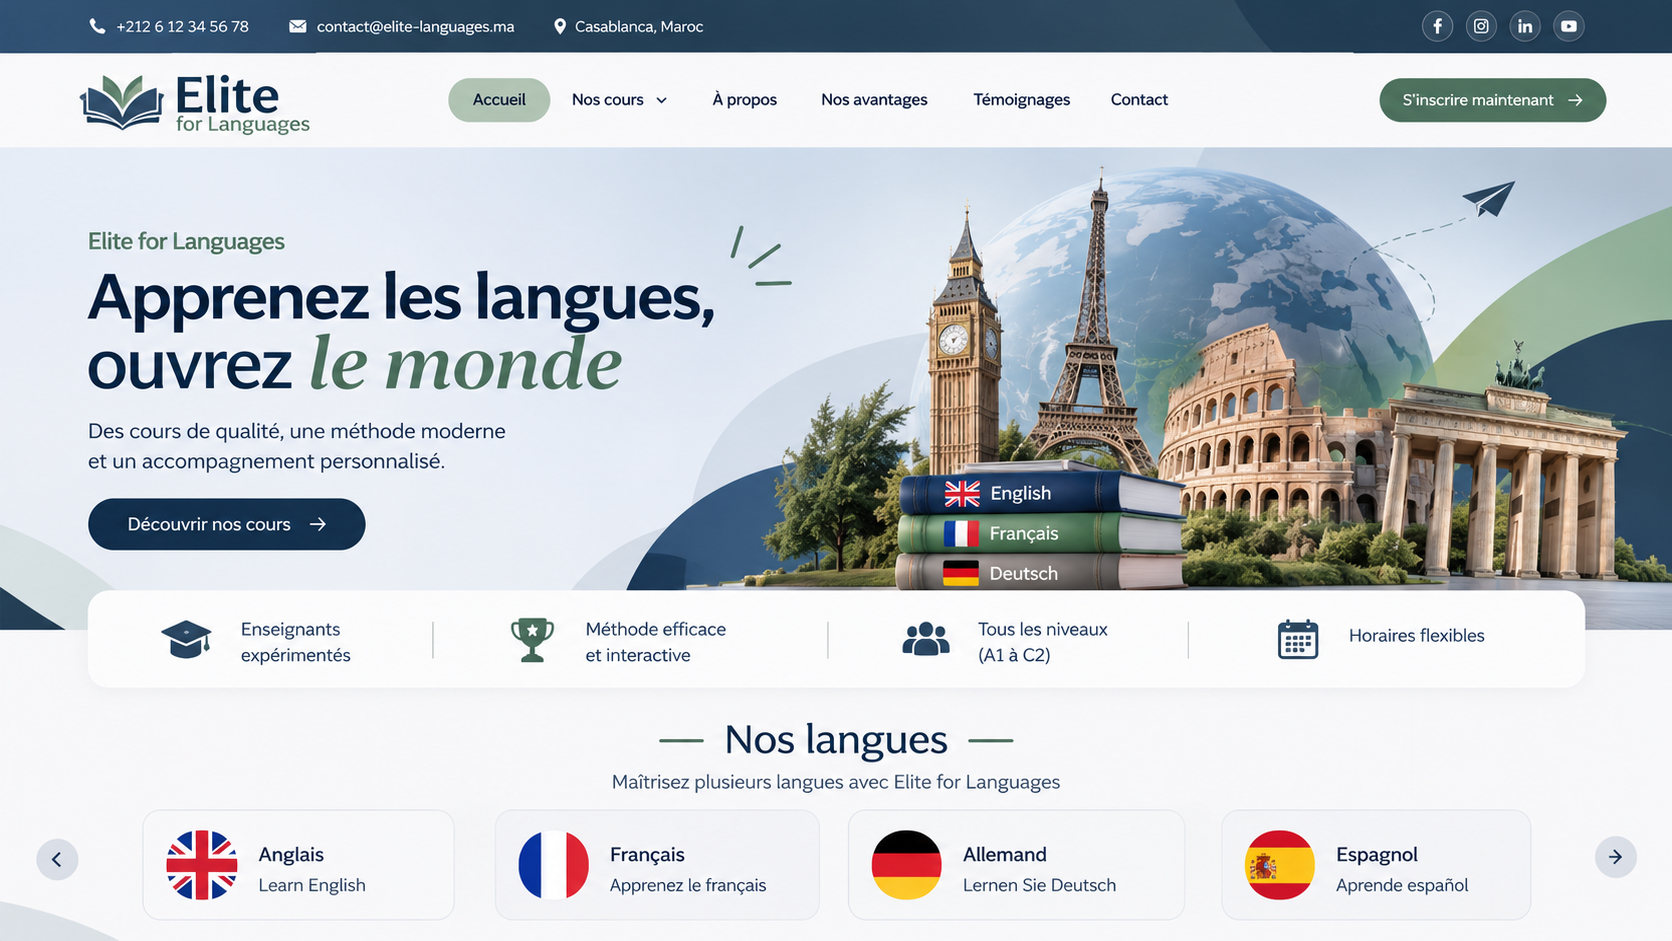 +212 6 12 34 56 78
contact@elite-languages.ma
Casablanca, Maroc
Elite
for Languages
Accueil
Nos cours
À propos
Nos avantages
Témoignages
Contact
S'inscrire maintenant
Elite for Languages
Apprenez les langues,
ouvrez le monde
Des cours de qualité, une méthode moderne
et un accompagnement personnalisé.
Découvrir nos cours
English
Français
Deutsch
Enseignants
expérimentés
Méthode efficace
et interactive
Tous les niveaux
(A1 à C2)
Horaires flexibles
Nos langues
Maîtrisez plusieurs langues avec Elite for Languages
Anglais
Learn English
Français
Apprenez le français
Allemand
Lernen Sie Deutsch
Espagnol
Aprende español